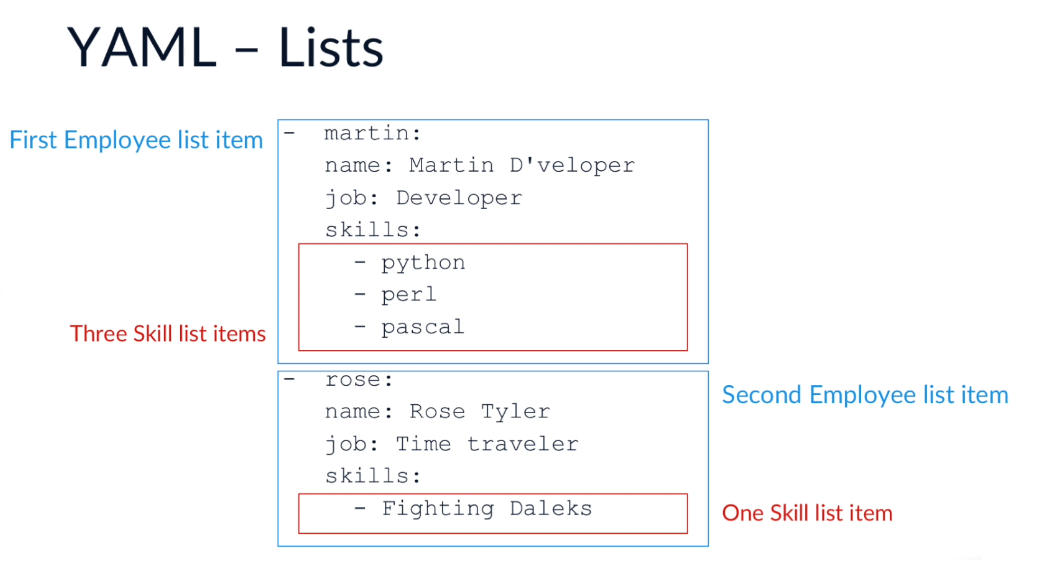 YAML – Lists
First Employee list item
- martin:
name: Martin D'veloper
job: Developer
skills:
- python
- perl
- pascal
Three Skill list items
- rose:
name: Rose Tyler
job: Time traveler
skills:
- Fighting Daleks
Second Employee list item
One Skill list item